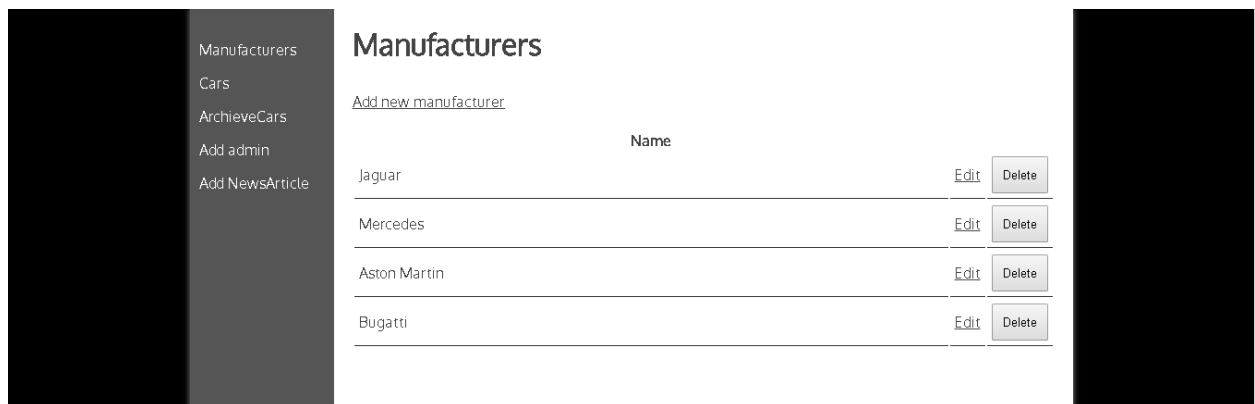 Manufacturers
Cars
ArchieveCars
Add admin
Add NewsArticle
Manufacturers
Add new manufacturer
Name
Jaguar Edit Delete
Mercedes Edit Delete
Aston Martin Edit Delete
Bugatti Edit Delete